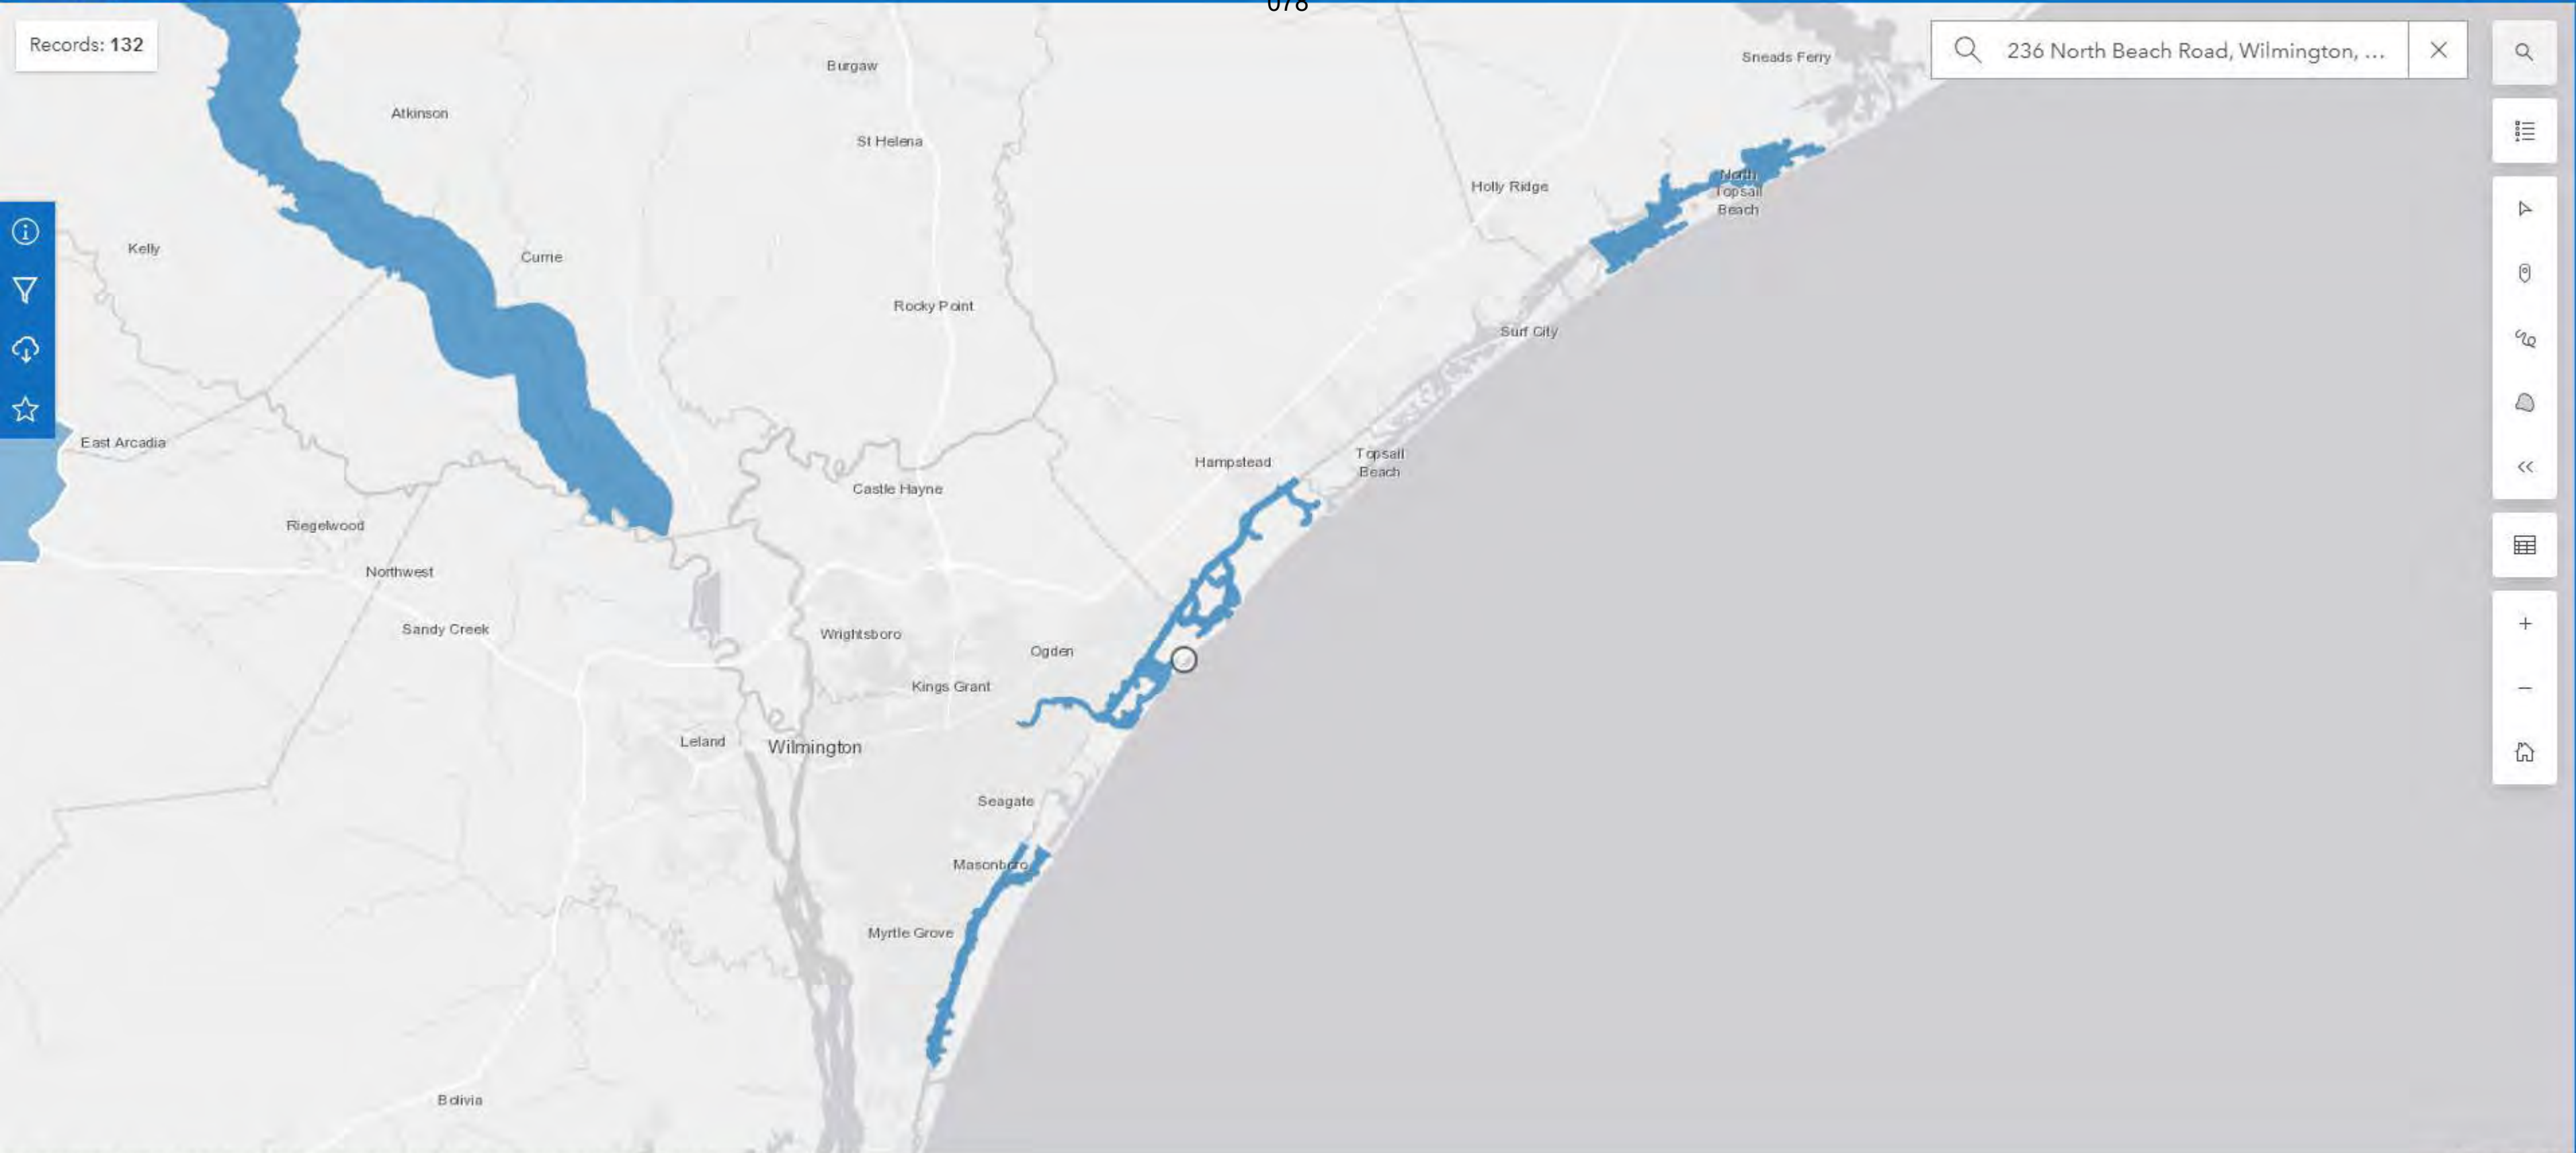 078
Records: 132
236 North Beach Road, Wilmington, ...
Sneads Ferry
Burgaw
Atkinson
St Helena
North
Topsail
Beach
Holly Ridge
Kelly
Currie
Rocky Point
Surf City
East Arcadia
Hampstead
Topsail
Beach
Castle Hayne
Riegelwood
Northwest
Sandy Creek
Wrightsboro
Ogden
Kings Grant
Leland
Wilmington
Seagate
Masonboro
Myrtle Grove
Bolivia